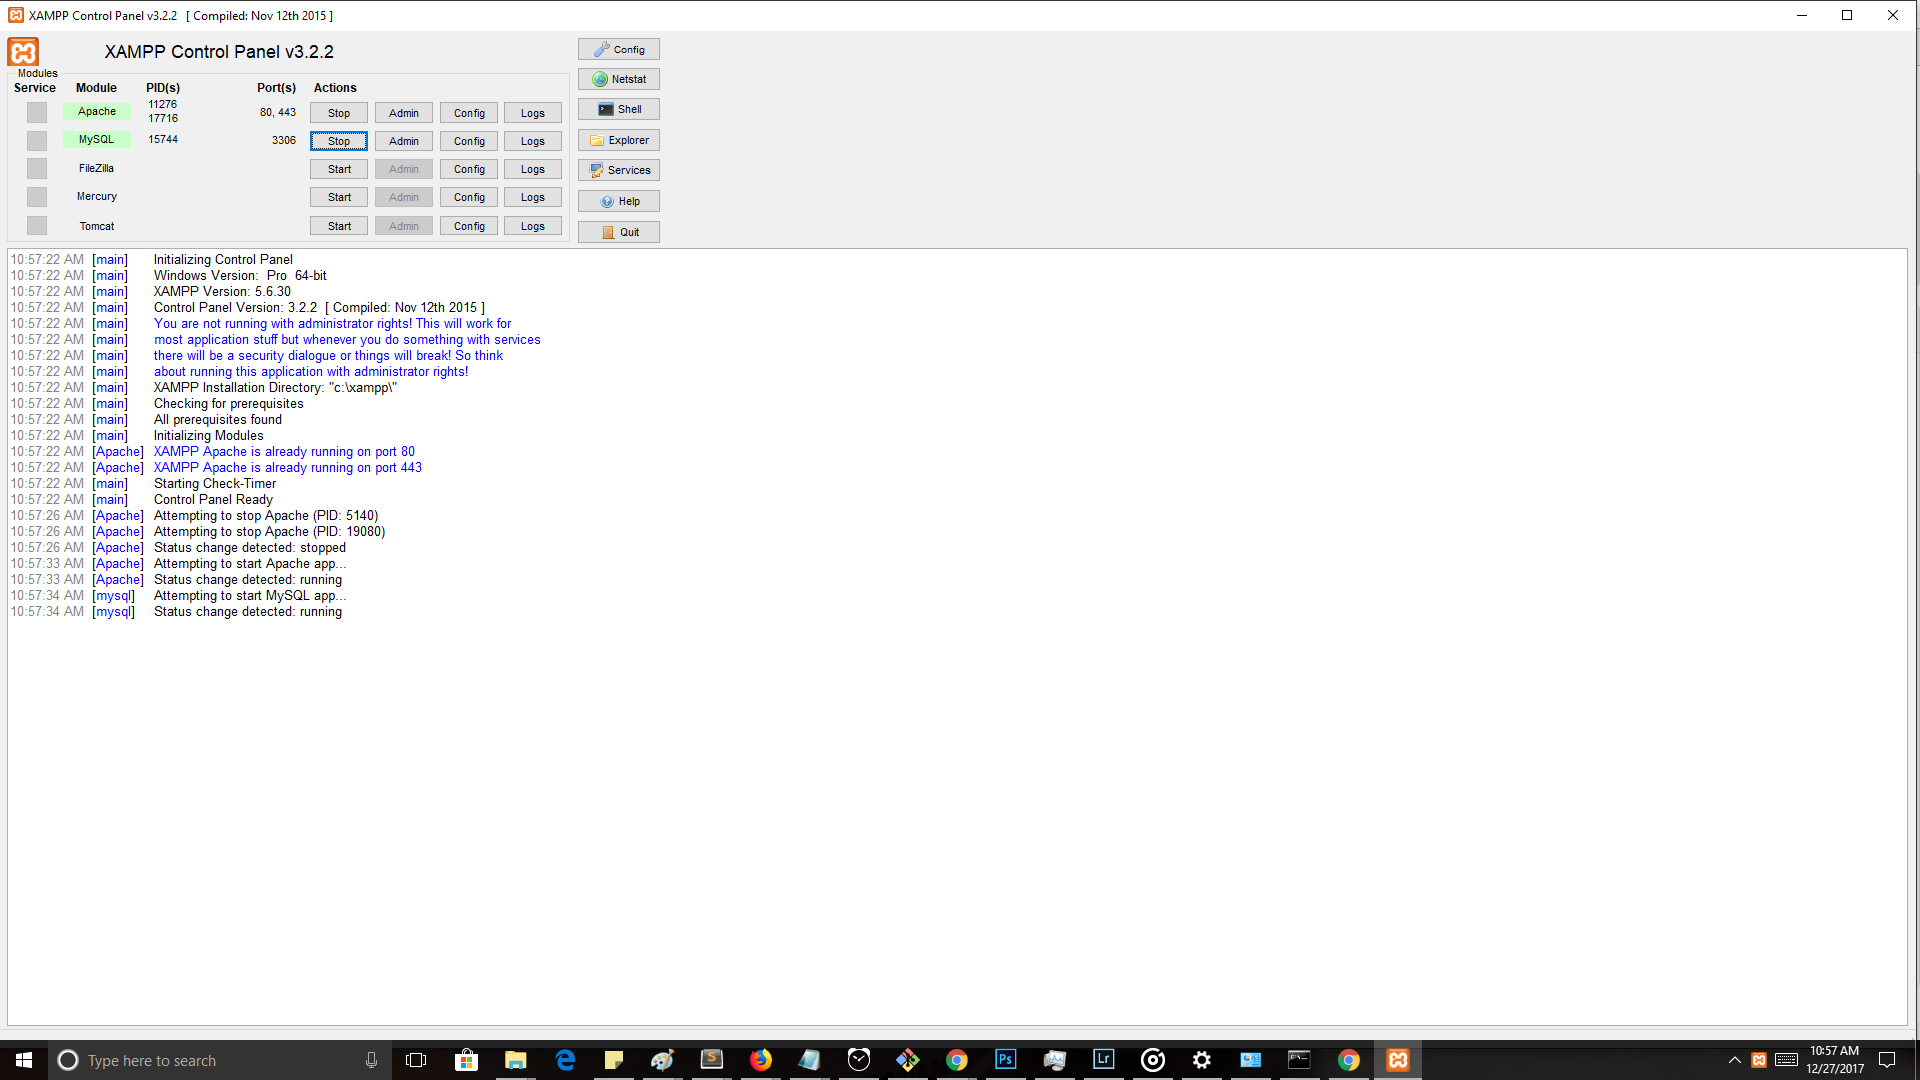 XAMPP Control Panel v3.2.2 [ Compiled: Nov 12th 2015 ]
XAMPP Control Panel v3.2.2
Modules
Service Module PID(s) Port(s) Actions
Apache 11276 17716 80, 443 Stop Admin Config Logs
MySQL 15744 3306 Stop Admin Config Logs
FileZilla Start Admin Config Logs
Mercury Start Admin Config Logs
Tomcat Start Admin Config Logs
Config
Netstat
Shell
Explorer
Services
Help
Quit
10:57:22 AM [main] Initializing Control Panel
10:57:22 AM [main] Windows Version: Pro 64-bit
10:57:22 AM [main] XAMPP Version: 5.6.30
10:57:22 AM [main] Control Panel Version: 3.2.2 [ Compiled: Nov 12th 2015 ]
10:57:22 AM [main] You are not running with administrator rights! This will work for
10:57:22 AM [main] most application stuff but whenever you do something with services
10:57:22 AM [main] there will be a security dialogue or things will break! So think
10:57:22 AM [main] about running this application with administrator rights!
10:57:22 AM [main] XAMPP Installation Directory: "c:\xampp\"
10:57:22 AM [main] Checking for prerequisites
10:57:22 AM [main] All prerequisites found
10:57:22 AM [main] Initializing Modules
10:57:22 AM [Apache] XAMPP Apache is already running on port 80
10:57:22 AM [Apache] XAMPP Apache is already running on port 443
10:57:22 AM [main] Starting Check-Timer
10:57:22 AM [main] Control Panel Ready
10:57:26 AM [Apache] Attempting to stop Apache (PID: 5140)
10:57:26 AM [Apache] Attempting to stop Apache (PID: 19080)
10:57:26 AM [Apache] Status change detected: stopped
10:57:33 AM [Apache] Attempting to start Apache app...
10:57:33 AM [Apache] Status change detected: running
10:57:34 AM [mysql] Attempting to start MySQL app...
10:57:34 AM [mysql] Status change detected: running
Type here to search
Ps
Lr
10:57 AM
12/27/2017